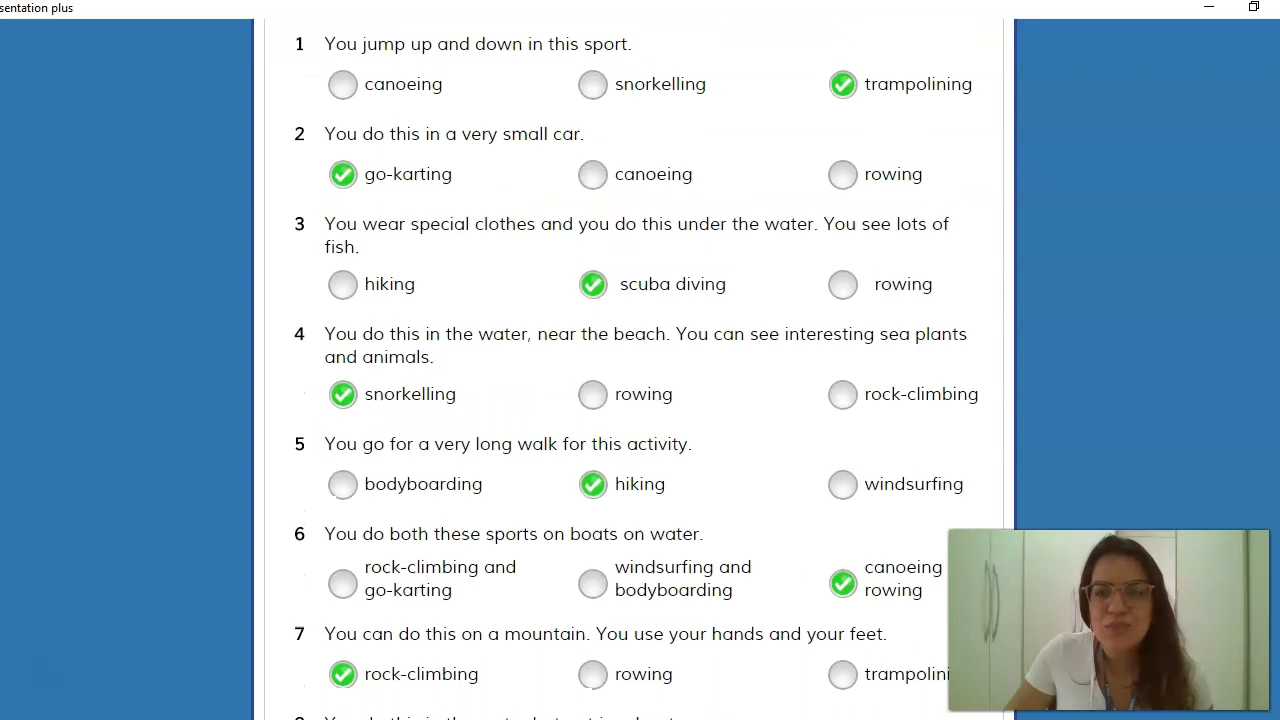 sentation plus
1 You jump up and down in this sport.
canoeing snorkelling trampolining
2 You do this in a very small car.
go-karting canoeing rowing
3 You wear special clothes and you do this under the water. You see lots of
fish.
hiking scuba diving rowing
4 You do this in the water, near the beach. You can see interesting sea plants
and animals.
snorkelling rowing rock-climbing
5 You go for a very long walk for this activity.
bodyboarding hiking windsurfing
6 You do both these sports on boats on water.
rock-climbing and windsurfing and canoeing
go-karting bodyboarding rowing
7 You can do this on a mountain. You use your hands and your feet.
rock-climbing rowing trampolini